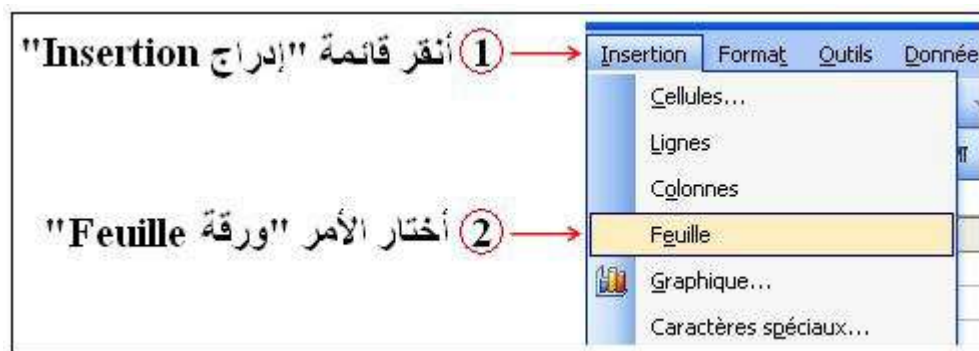 أنقر قائمة "إدراج Insertion" 1
Insertion Format Outils Donnée
Cellules...
Lignes
Colonnes
أختار الأمر "ورقة Feuille" 2
Feuille
Graphique...
Caractères spéciaux...